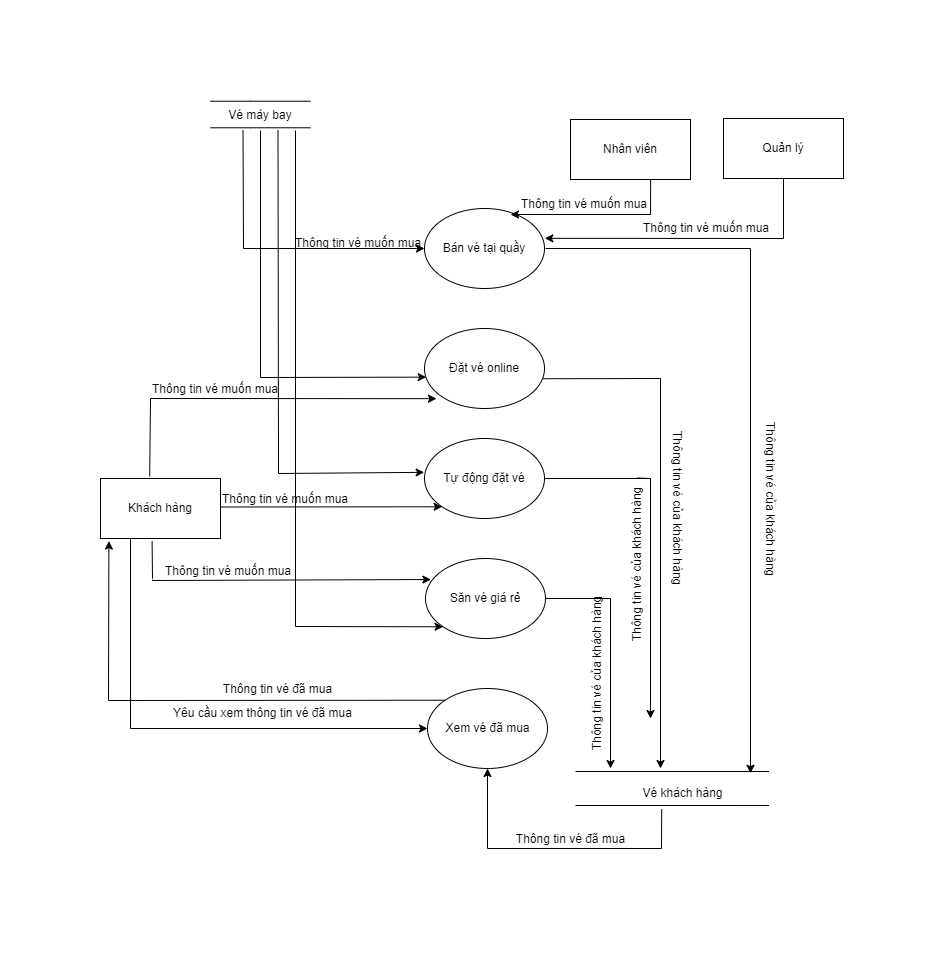 Vé máy bay
Nhân viên
Quản lý
Thông tin vé muốn mua
Thông tin vé muốn mua
Thông tin vé muốn mua
Bán vé tại quầy
Đặt vé online
Thông tin vé muốn mua
Thông tin vé của khách hàng
Thông tin vé của khách hàng
Tự động đặt vé
Khách hàng
Thông tin vé muốn mua
Thông tin vé của khách hàng
Thông tin vé muốn mua
Săn vé giá rẻ
Thông tin vé của khách hàng
Thông tin vé đã mua
Yêu cầu xem thông tin vé đã mua
Xem vé đã mua
Vé khách hàng
Thông tin vé đã mua